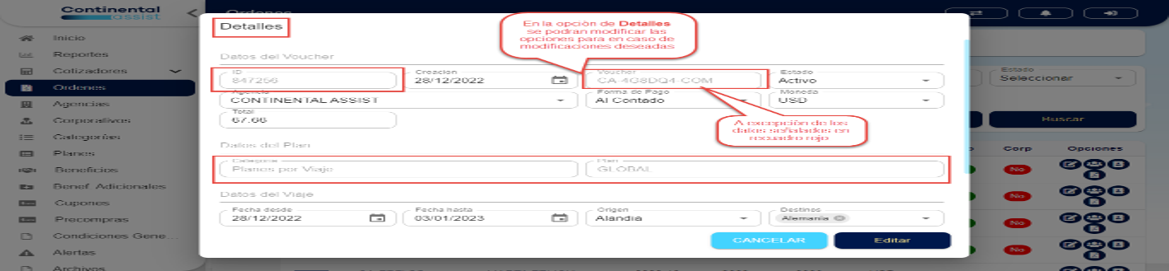 Continental
assist
Ordenes
Inicio
Reportes
Cotizadores
Ordenes
Agencias
Corporativos
Categorías
Planes
Beneficios
Benef. Adicionales
Cupones
Precompras
Condiciones Gene...
Alertas
Archivos
Detalles
En la opción de Detalles
se podran modificar las
opciones para en caso de
modificaciones deseadas
Datos del Voucher
ID
847256
Creacion
28/12/2022
Voucher
CA-4G8DQ4-COM
Estado
Activo
Agencia
CONTINENTAL ASSIST
Forma de Pago
Al Contado
Moneda
USD
Total
67.66
A excepción de los
datos señalados en
recuadro rojo
Datos del Plan
Categoria
Planes por Viaje
Plan
GLOBAL
Datos del Viaje
Fecha desde
28/12/2022
Fecha hasta
03/01/2023
Origen
Alandia
Destinos
Alemania
CANCELAR
Editar
Estado
Seleccionar
Buscar
Corp
Opciones
No
No
No
No